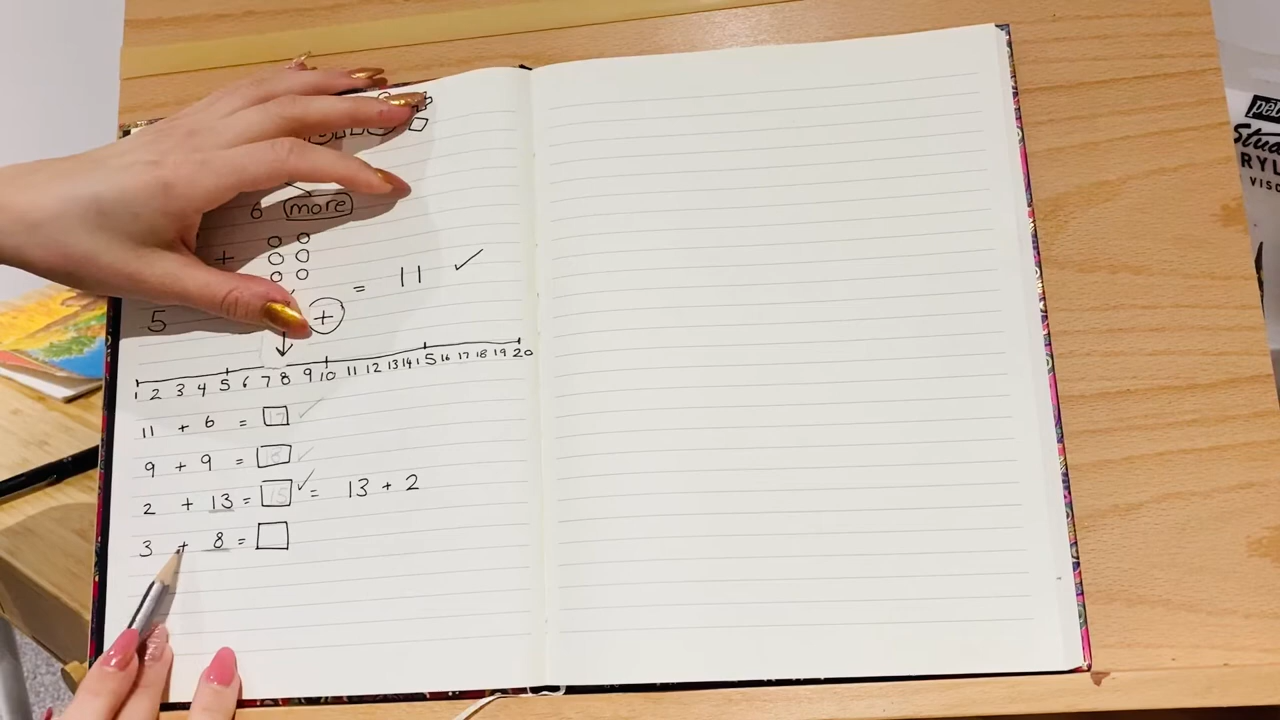 6 more
+
5 + = 11 ✓
1 2 3 4 5 6 7 8 9 10 11 12 13 14 15 16 17 18 19 20
11 + 6 = 17 ✓
9 + 9 = 18 ✓
2 + 13 = 15 ✓ = 13 + 2
3 + 8 =